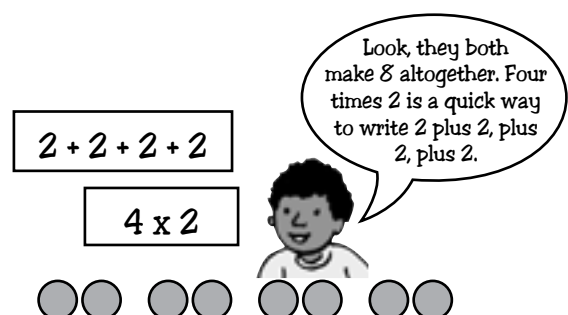 Look, they both
make 8 altogether. Four
times 2 is a quick way
to write 2 plus 2, plus
2, plus 2.
2 + 2 + 2 + 2
4 x 2